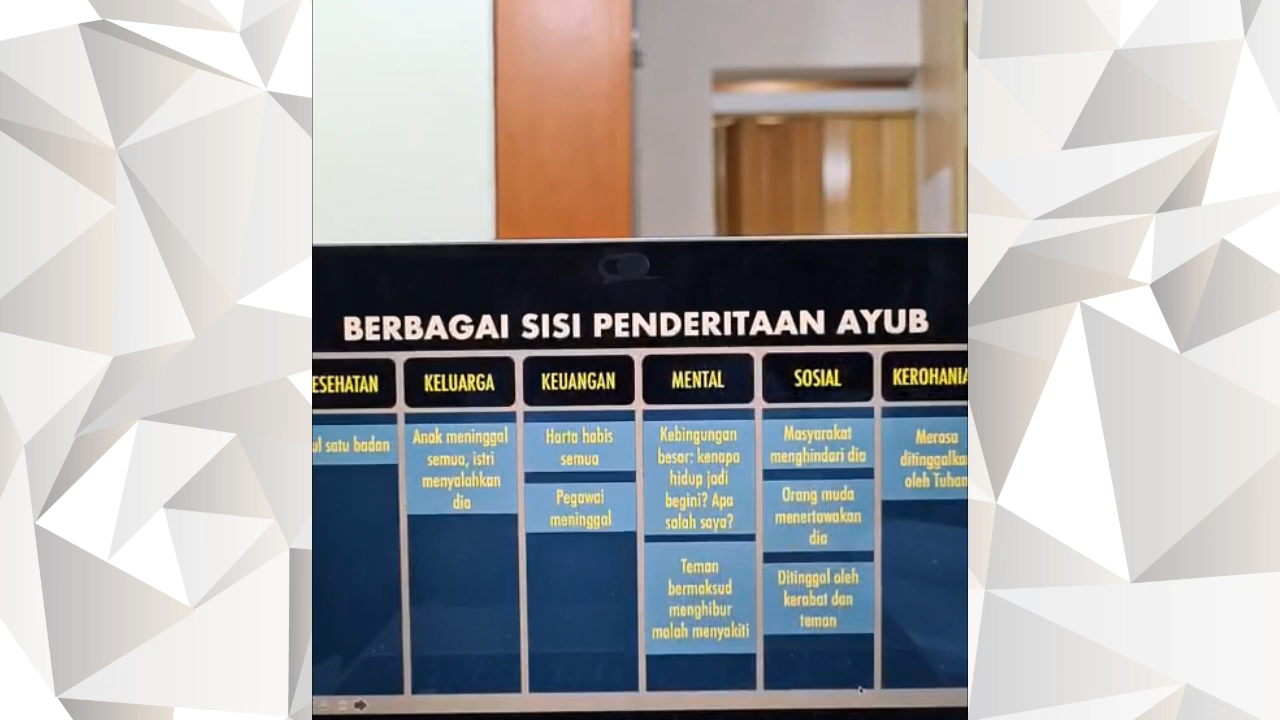 BERBAGAI SISI PENDERITAAN AYUB
ESEHATAN
KELUARGA
KEUANGAN
MENTAL
SOSIAL
KEROHANIA
satu badan
Anak meninggal
semua, istri
menyalahkan
dia
Harta habis
semua
Pegawai
meninggal
Kebingungan
besar: kenapa
hidup jadi
begini? Apa
salah saya?
Teman
bermaksud
menghibur
malah menyakiti
Masyarakat
menghindari dia
Orang muda
menertawakan
dia
Ditinggal oleh
kerabat dan
teman
Merasa
ditinggalkan
oleh Tuhan